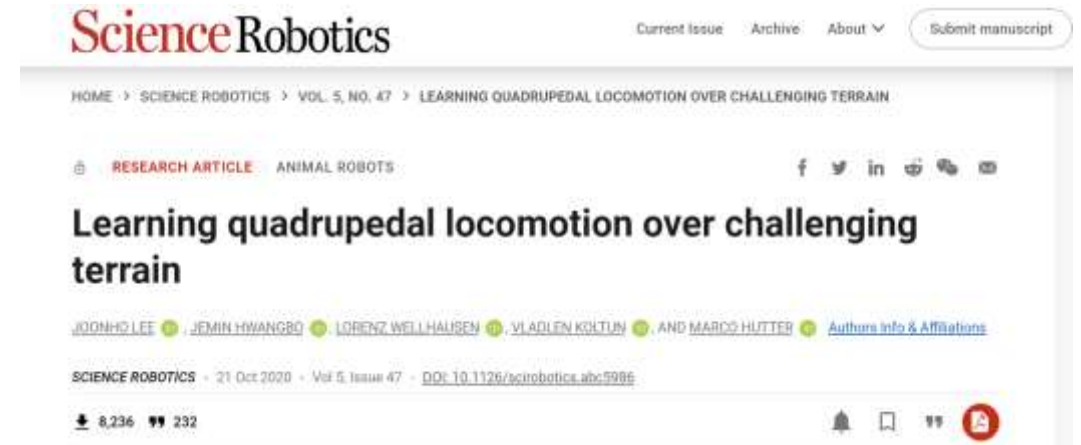 Science Robotics Current Issue Archive About Submit manuscript
HOME > SCIENCE ROBOTICS > VOL. 5, NO. 47 > LEARNING QUADRUPEDAL LOCOMOTION OVER CHALLENGING TERRAIN
RESEARCH ARTICLE ANIMAL ROBOTS
Learning quadrupedal locomotion over challenging
terrain
JOONHO LEE, JEMIN HWANGBO, LORENZ WELLHAUSEN, VLADLEN KOLTUN, AND MARCO HUTTER Authors Info & Affiliations
SCIENCE ROBOTICS · 21 Oct 2020 · Vol 5, Issue 47 · DOI: 10.1126/scirobotics.abc5986
8,236 232